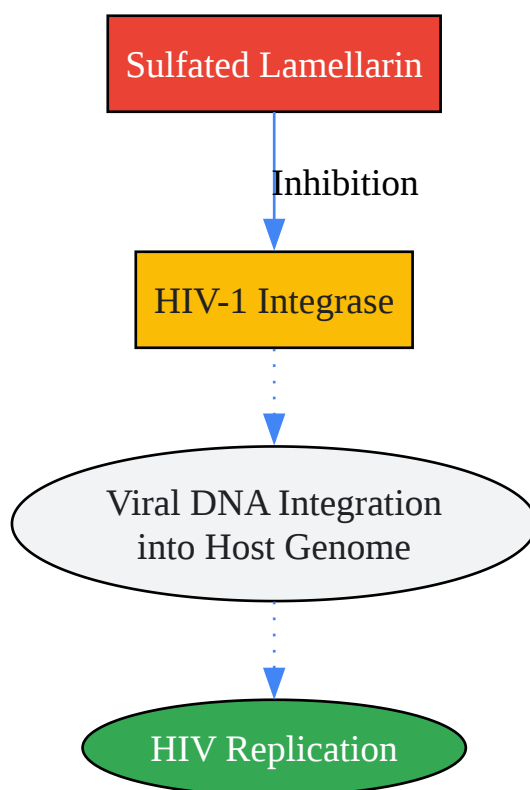 Sulfated Lamellarin
Inhibition
HIV-1 Integrase
Viral DNA Integration
into Host Genome
HIV Replication